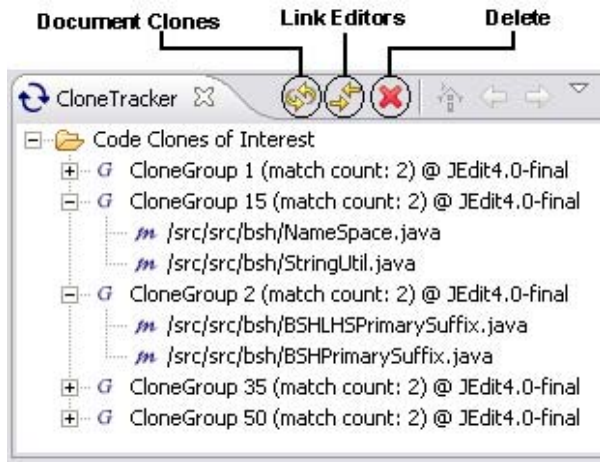 Document Clones Link Editors Delete
CloneTracker
Code Clones of Interest
G CloneGroup 1 (match count: 2) @ JEdit4.0-final
G CloneGroup 15 (match count: 2) @ JEdit4.0-final
m /src/src/bsh/NameSpace.java
m /src/src/bsh/StringUtil.java
G CloneGroup 2 (match count: 2) @ JEdit4.0-final
m /src/src/bsh/BSHLHSPrimarySuffix.java
m /src/src/bsh/BSHPrimarySuffix.java
G CloneGroup 35 (match count: 2) @ JEdit4.0-final
G CloneGroup 50 (match count: 2) @ JEdit4.0-final